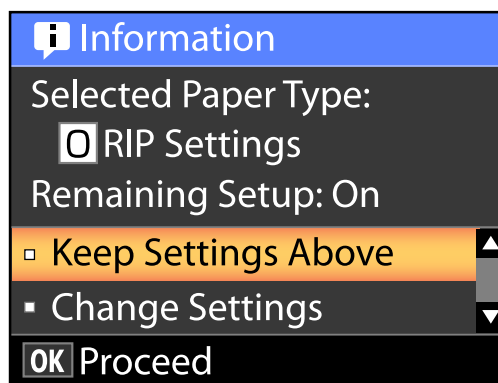 Information
Selected Paper Type:
0 RIP Settings
Remaining Setup: On
Keep Settings Above
Change Settings
OK Proceed